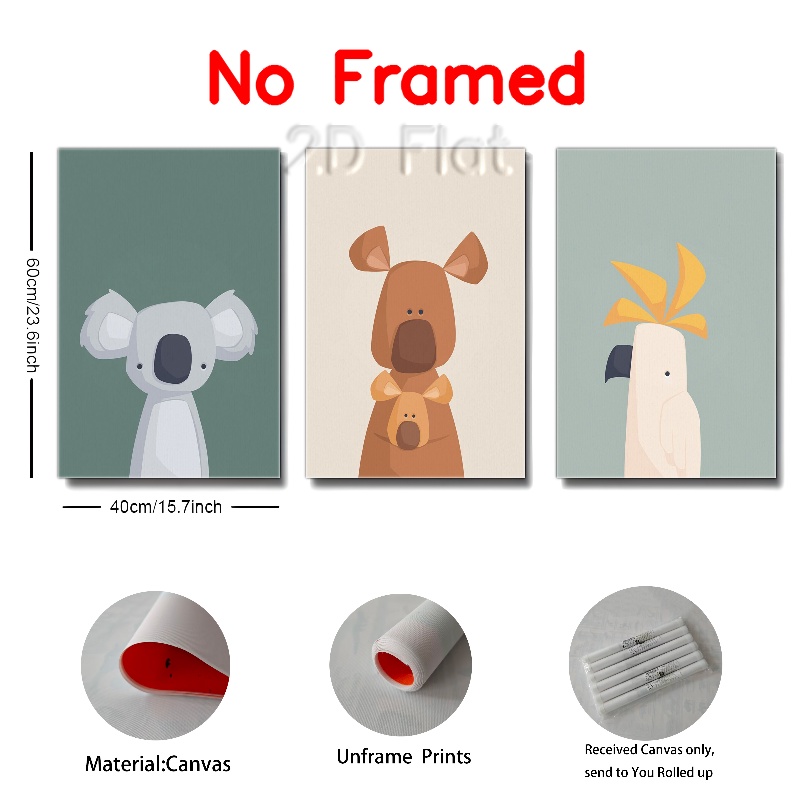 No Framed
2D Flat
60cm/23.6inch
40cm/15.7inch
Material:Canvas
Unframe Prints
Received Canvas only,
send to You Rolled up